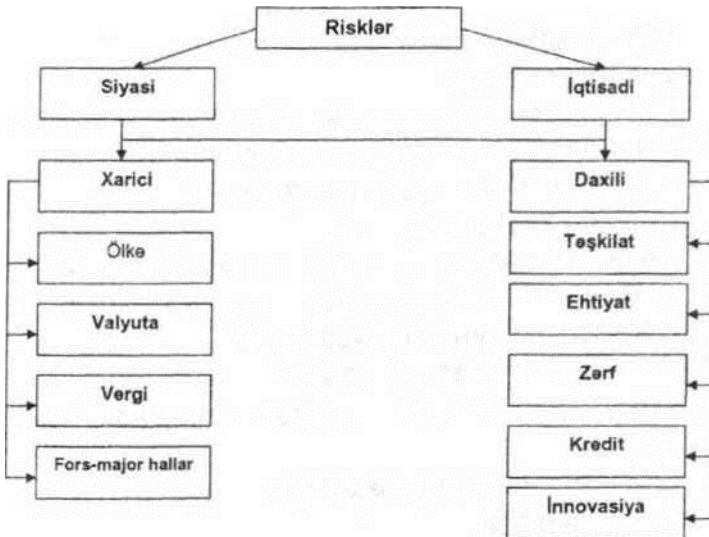 Risklər
Siyasi
İqtisadi
Xarici
Daxili
Ölkə
Təşkilat
Valyuta
Ehtiyat
Vergi
Zərf
Fors-major hallar
Kredit
İnnovasiya